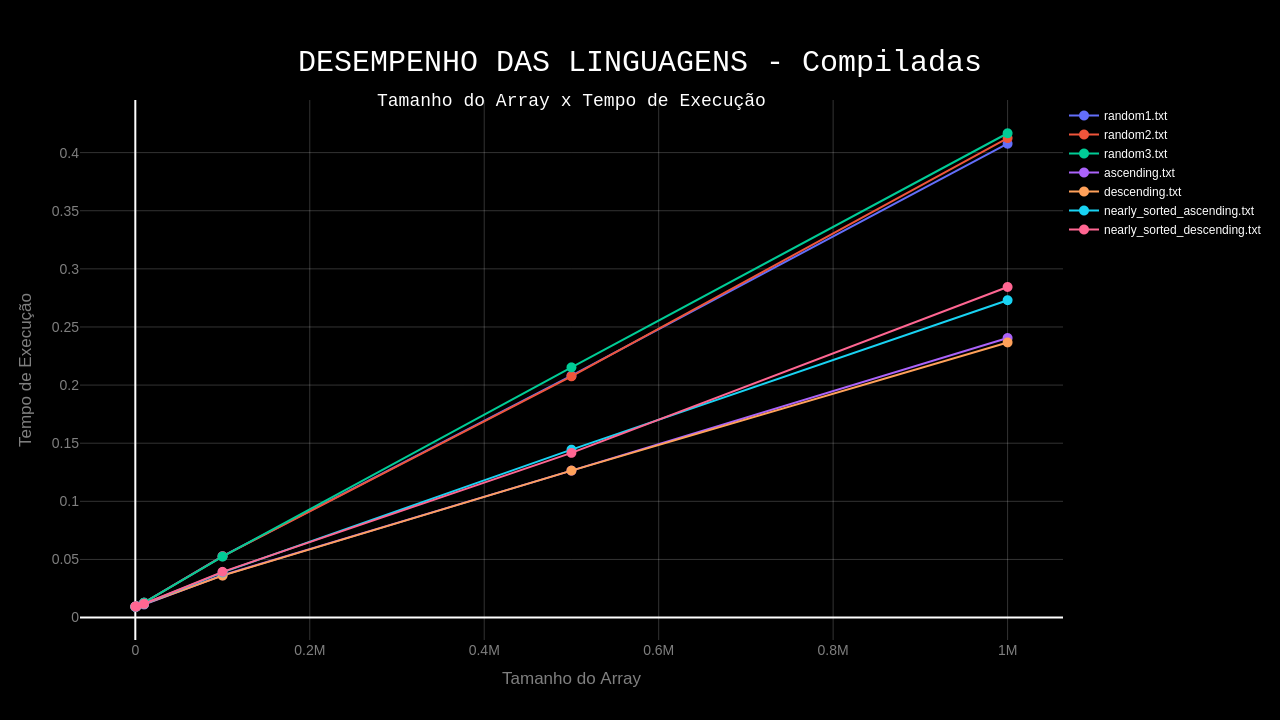 DESEMPENHO DAS LINGUAGENS - Compiladas
Tamanho do Array x Tempo de Execução
random1.txt
random2.txt
random3.txt
ascending.txt
descending.txt
nearly_sorted_ascending.txt
nearly_sorted_descending.txt
Tempo de Execução
0.4
0.35
0.3
0.25
0.2
0.15
0.1
0.05
0
0 0.2M 0.4M 0.6M 0.8M 1M
Tamanho do Array